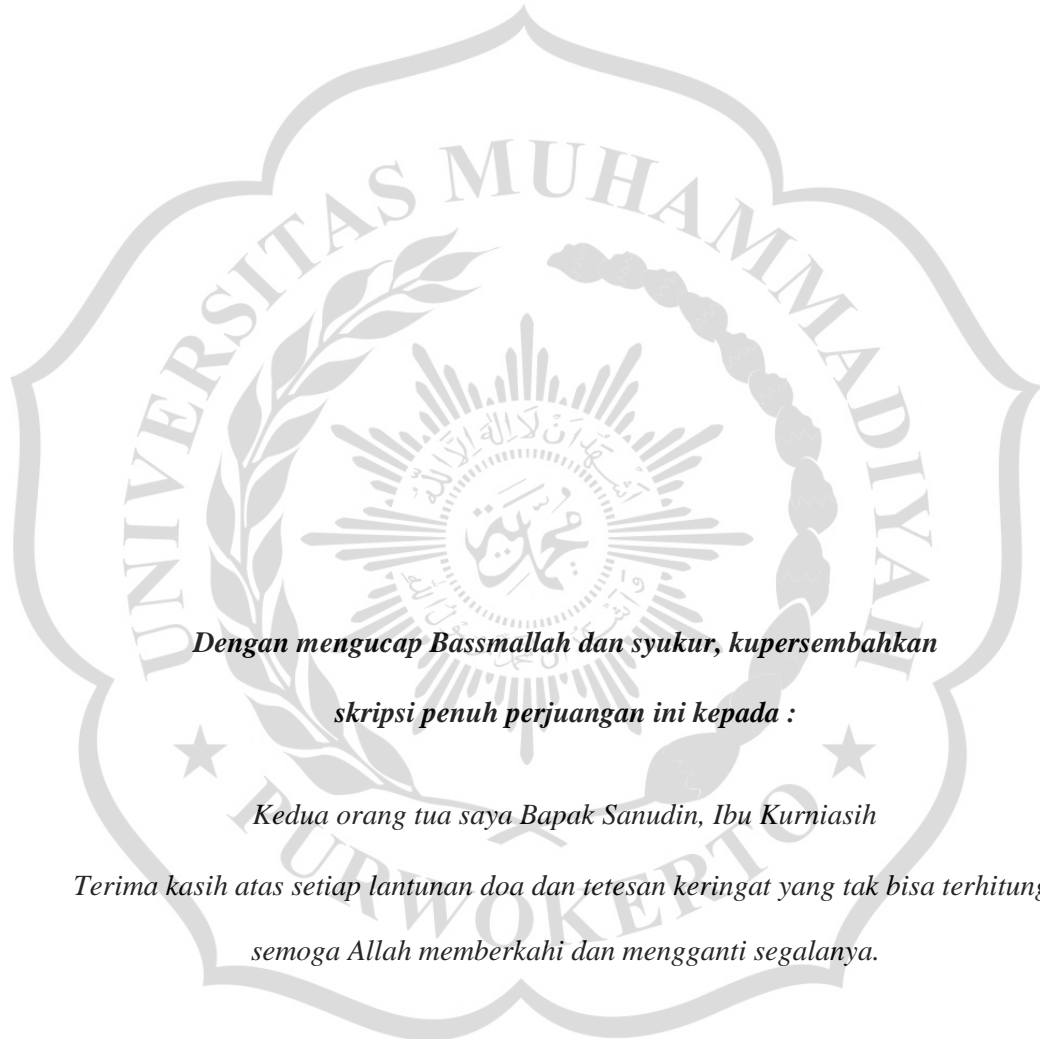 UNIVERSITAS MUHAMMADIYAH
Dengan mengucap Bassmallah dan syukur, kupersembahkan
skripsi penuh perjuangan ini kepada :
Kedua orang tua saya Bapak Sanudin, Ibu Kurniasih
Terima kasih atas setiap lantunan doa dan tetesan keringat yang tak bisa terhitung
semoga Allah memberkahi dan mengganti segalanya.
PURWOKERTO